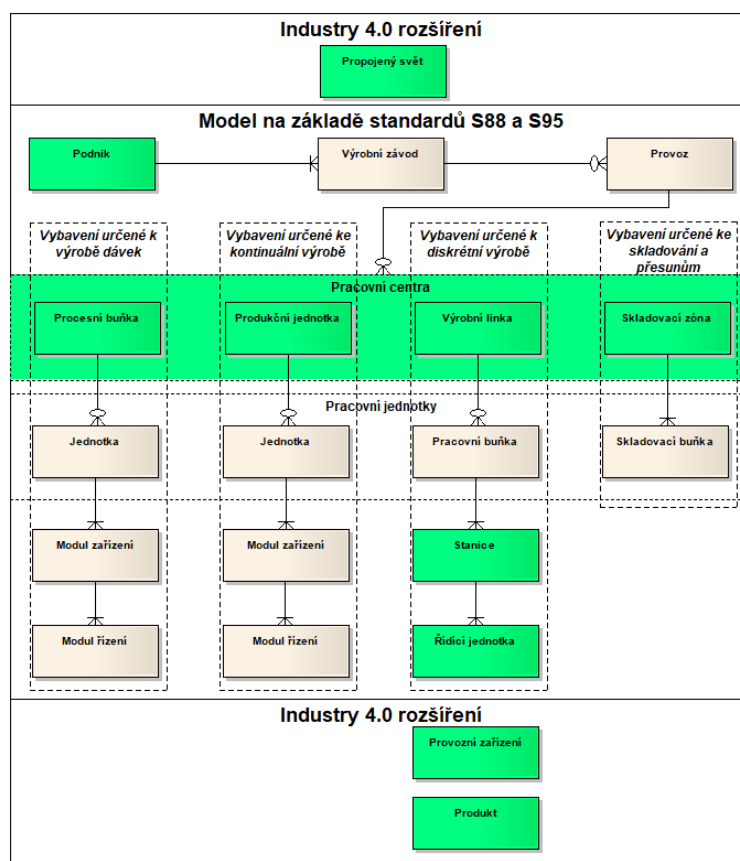 Industry 4.0 rozšíření
Propojený svět
Model na základě standardů S88 a S95
Podnik
Výrobní závod
Provoz
Vybavení určené k
výrobě dávek
Vybavení určené ke
kontinuální výrobě
Vybavení určené k
diskrétní výrobě
Vybavení určené ke
skladování a
přesunům
Pracovní centra
Procesní buňka
Produkční jednotka
Výrobní linka
Skladovací zóna
Pracovní jednotky
Jednotka
Jednotka
Pracovní buňka
Skladovací buňka
Modul zařízení
Modul zařízení
Stanice
Modul řízení
Modul řízení
Řídící jednotka
Industry 4.0 rozšíření
Provozní zařízení
Produkt